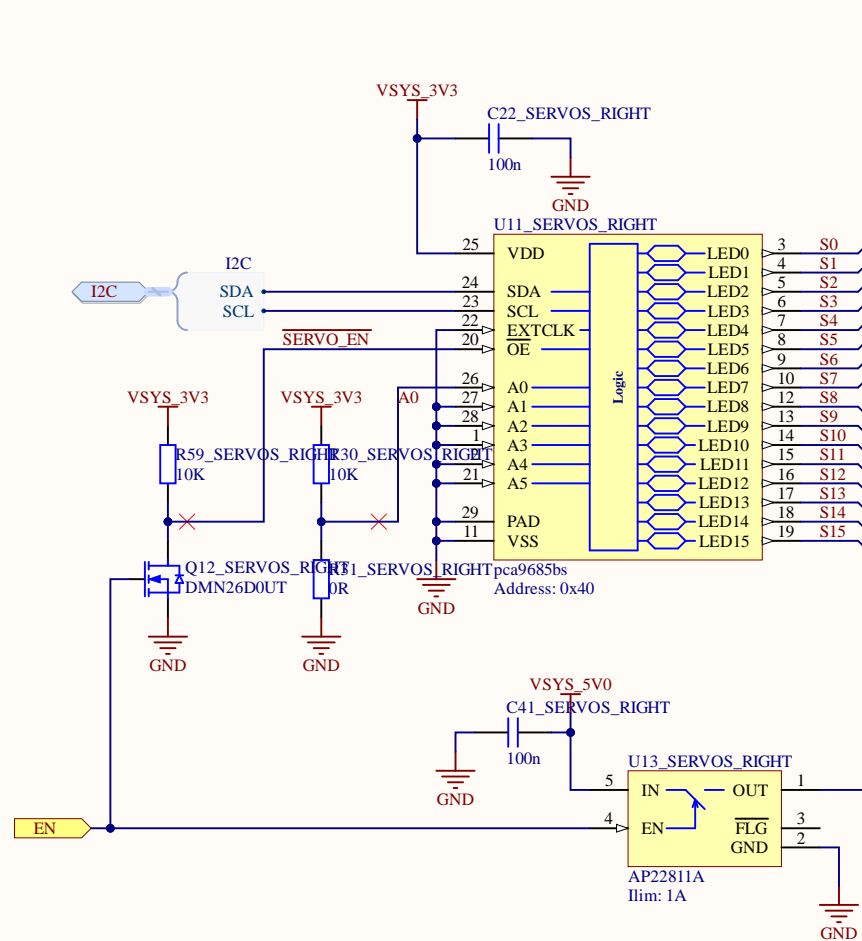 VSYS_3V3
C22_SERVOS_RIGHT
100n
GND
U11_SERVOS_RIGHT
25 VDD LED0 3 S0
LED1 4 S1
I2C
I2C SDA 24 SDA LED2 5 S2
SCL 23 SCL LED3 6 S3
22 EXTCLK LED4 7 S4
SERVO_EN 20 OE LED5 8 S5
LED6 9 S6
VSYS_3V3 VSYS_3V3 A0 26 A0 LED7 10 S7
27 A1 LED8 12 S8
28 A2 LED9 13 S9
1 A3 LED10 14 S10
R59_SERVOS_RIGHT R30_SERVOS_RIGHT A4 LED11 15 S11
10K 10K 21 A5 LED12 16 S12
Logic
LED13 17 S13
29 PAD LED14 18 S14
11 VSS LED15 19 S15
Q12_SERVOS_RIGHT R31_SERVOS_RIGHT pca9685bs
DMN26D0UT 0R Address: 0x40
GND
GND GND
VSYS_5V0
C41_SERVOS_RIGHT
100n
GND
U13_SERVOS_RIGHT
5 IN OUT 1
EN 4 EN FLG 3
GND 2
AP22811A
Ilim: 1A
GND